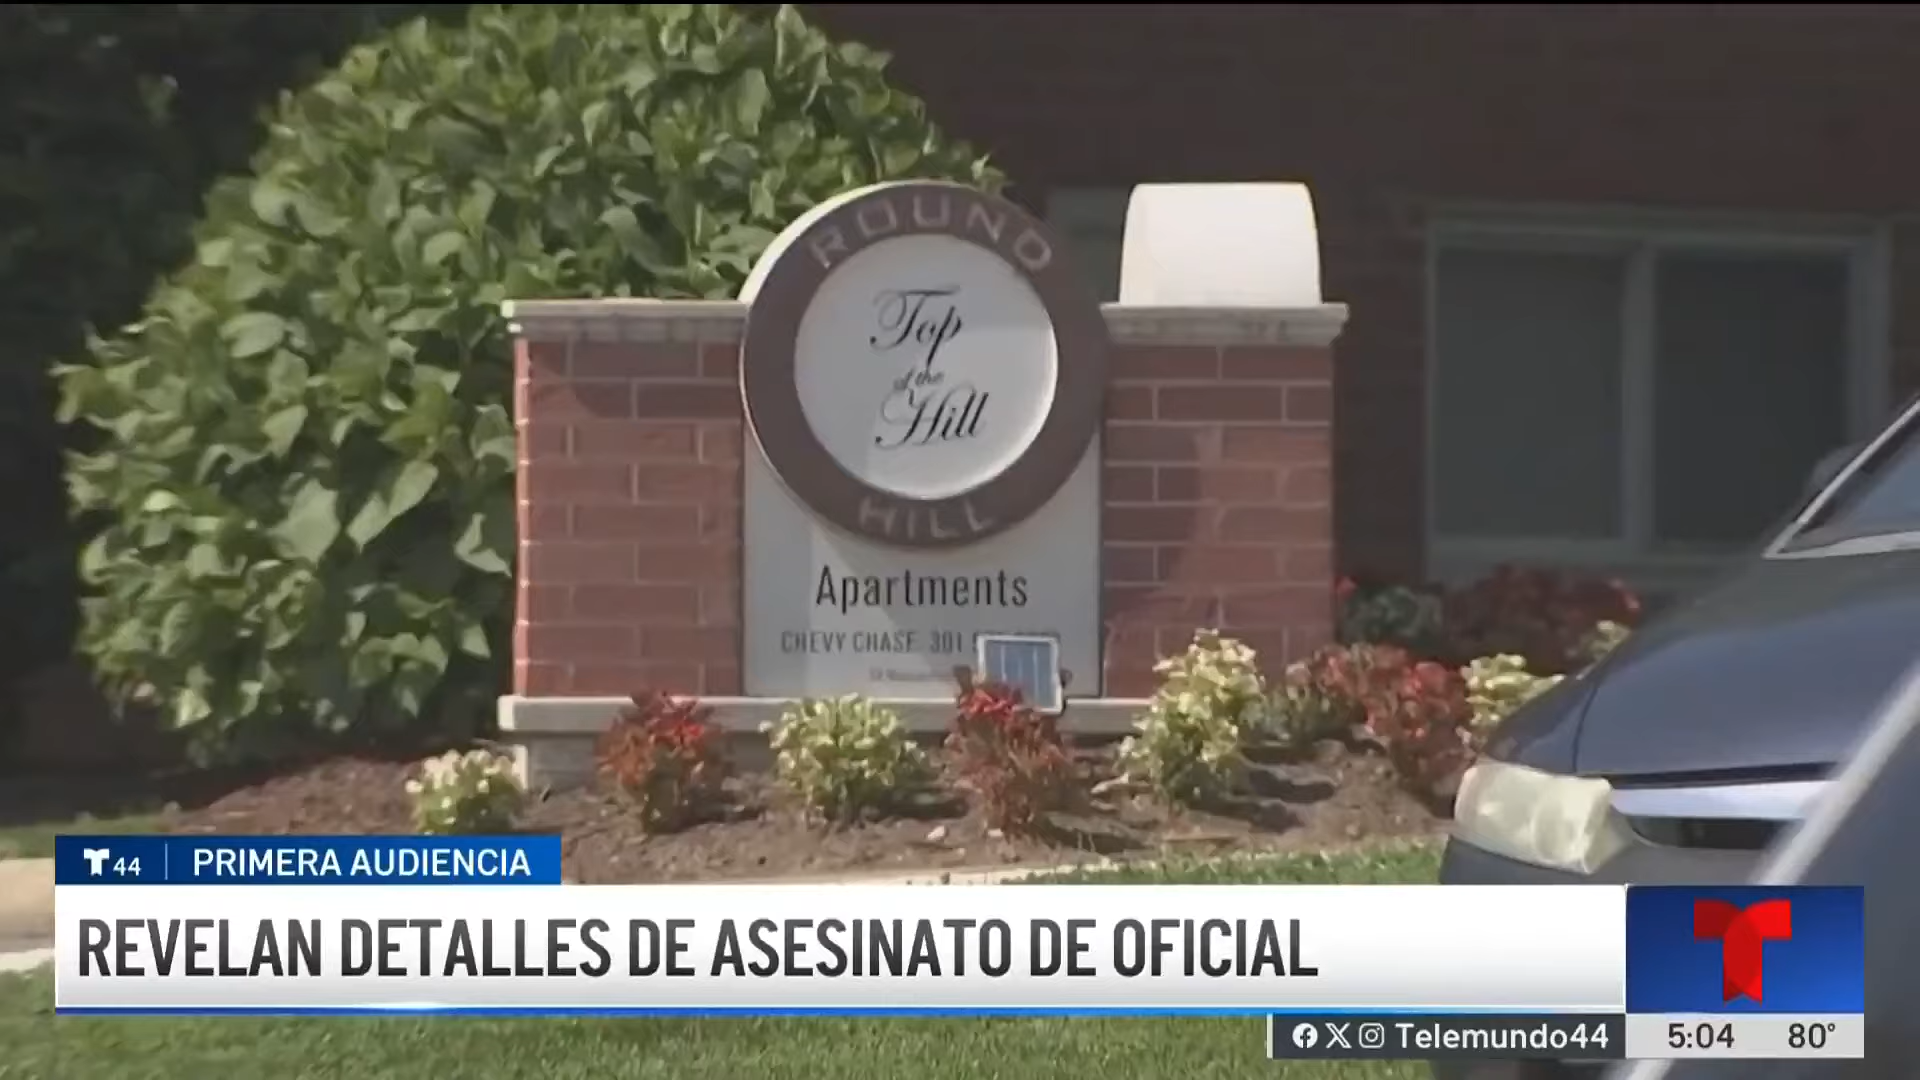 ROUND
Top
of the
Hill
HILL
Apartments
CHEVY CHASE 301
T 44 PRIMERA AUDIENCIA
REVELAN DETALLES DE ASESINATO DE OFICIAL
Telemundo44
5:04 80°